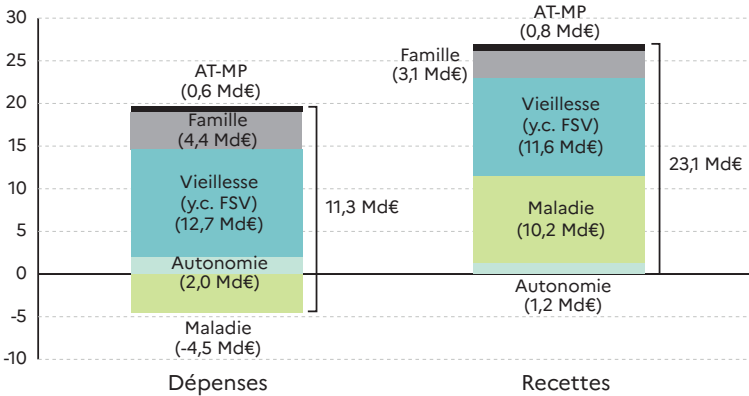 30
25
20
15
10
5
0
-5
-10
AT-MP
(0,6 Md€)
Famille
(4,4 Md€)
Vieillesse
(y.c. FSV)
(12,7 Md€)
Autonomie
(2,0 Md€)
Maladie
(-4,5 Md€)
11,3 Md€
Dépenses
AT-MP
(0,8 Md€)
Famille
(3,1 Md€)
Vieillesse
(y.c. FSV)
(11,6 Md€)
Maladie
(10,2 Md€)
Autonomie
(1,2 Md€)
23,1 Md€
Recettes